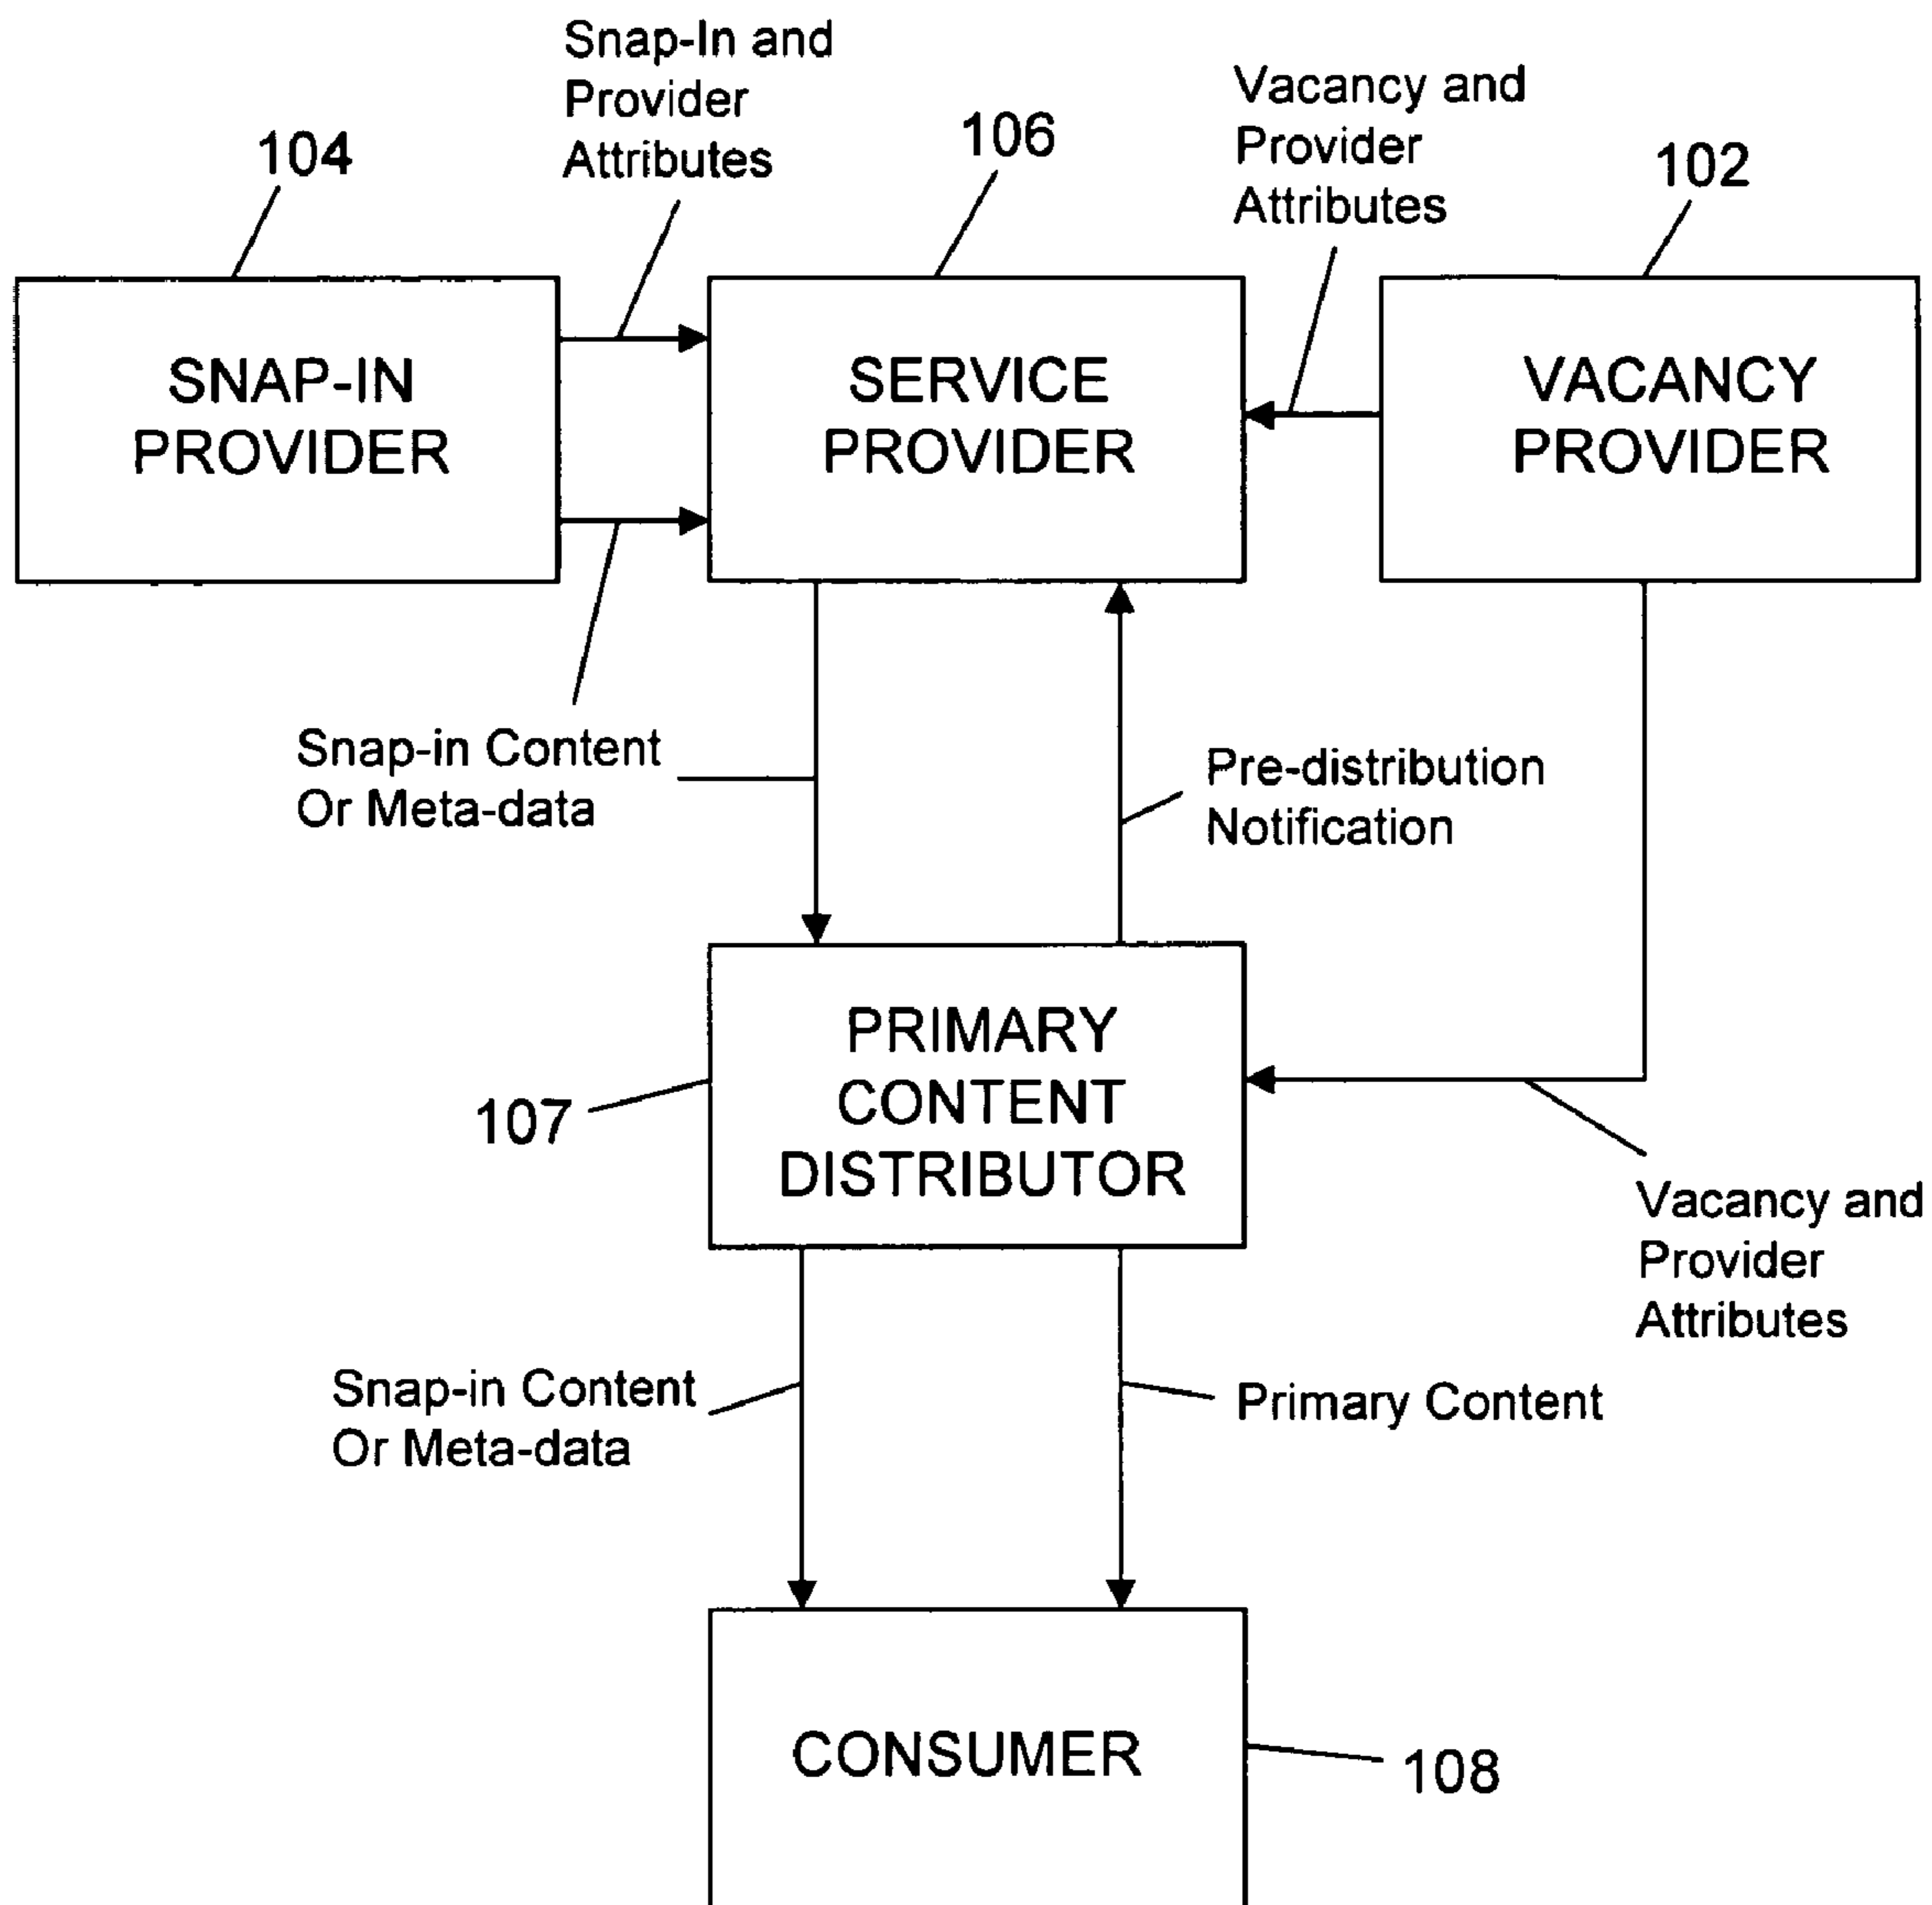 Snap-In and
Provider
Attributes
Vacancy and
Provider
Attributes
104
106
102
SNAP-IN
PROVIDER
SERVICE
PROVIDER
VACANCY
PROVIDER
Snap-in Content
Or Meta-data
Pre-distribution
Notification
PRIMARY
CONTENT
DISTRIBUTOR
107
Vacancy and
Provider
Attributes
Snap-in Content
Or Meta-data
Primary Content
CONSUMER
108